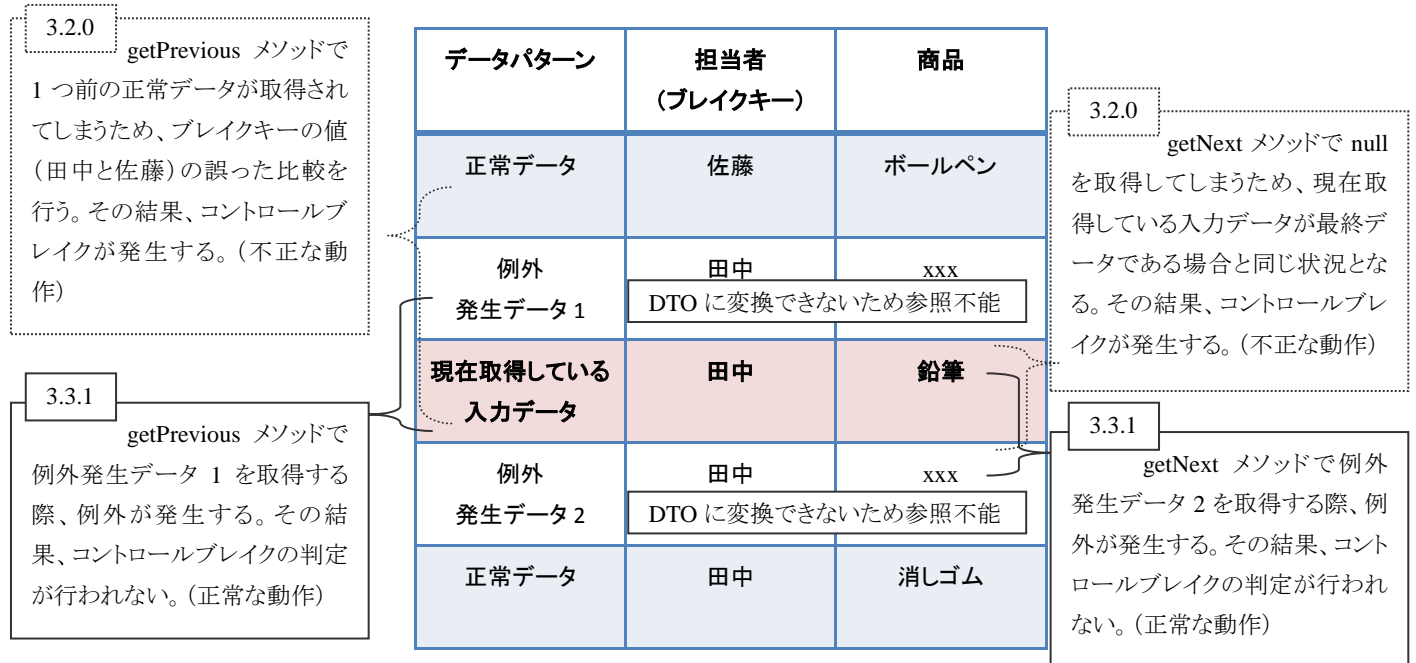 3.2.0
getPrevious メソッドで
1 つ前の正常データが取得され
てしまうため、ブレイクキーの値
（田中と佐藤）の誤った比較を
行う。その結果、コントロールブ
レイクが発生する。（不正な動
作）
3.3.1
getPrevious メソッドで
例外発生データ 1 を取得する
際、例外が発生する。その結
果、コントロールブレイクの判定
が行われない。（正常な動作）
データパターン 担当者 商品
（ブレイクキー）
正常データ 佐藤 ボールペン
例外 田中 xxx
発生データ 1 DTO に変換できないため参照不能
現在取得している 田中 鉛筆
入力データ
例外 田中 xxx
発生データ 2 DTO に変換できないため参照不能
正常データ 田中 消しゴム
3.2.0
getNext メソッドで null
を取得してしまうため、現在取
得している入力データが最終デ
ータである場合と同じ状況とな
る。その結果、コントロールブレ
イクが発生する。（不正な動作）
3.3.1
getNext メソッドで例外
発生データ 2 を取得する際、例
外が発生する。その結果、コント
ロールブレイクの判定が行われ
ない。（正常な動作）